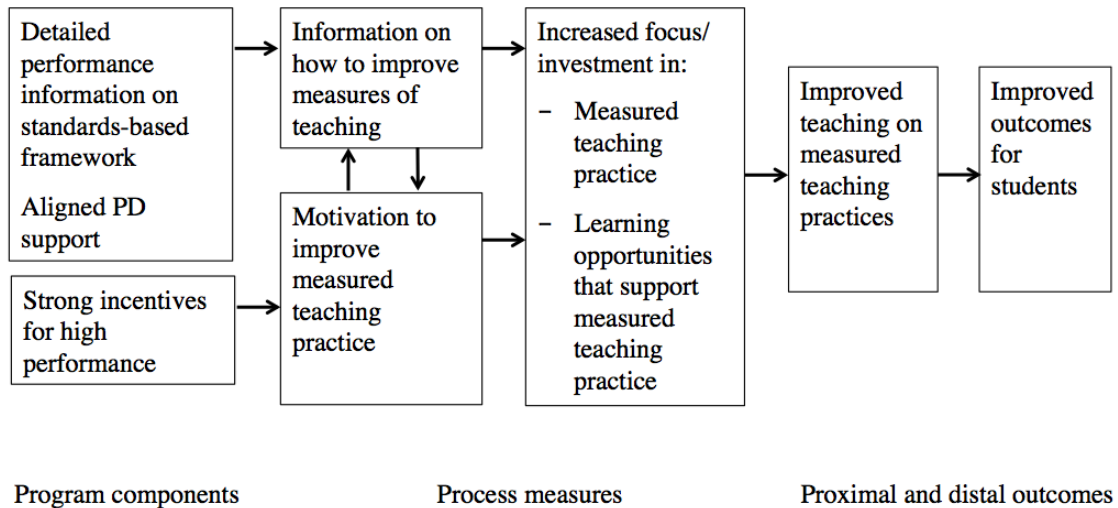 Detailed
performance
information on
standards-based
framework
Aligned PD
support
Strong incentives
for high
performance
Information on
how to improve
measures of
teaching
Motivation to
improve
measured
teaching
practice
Increased focus/
investment in:
– Measured
teaching
practice
– Learning
opportunities
that support
measured
teaching
practice
Improved
teaching on
measured
teaching
practices
Improved
outcomes
for
students
Program components
Process measures
Proximal and distal outcomes